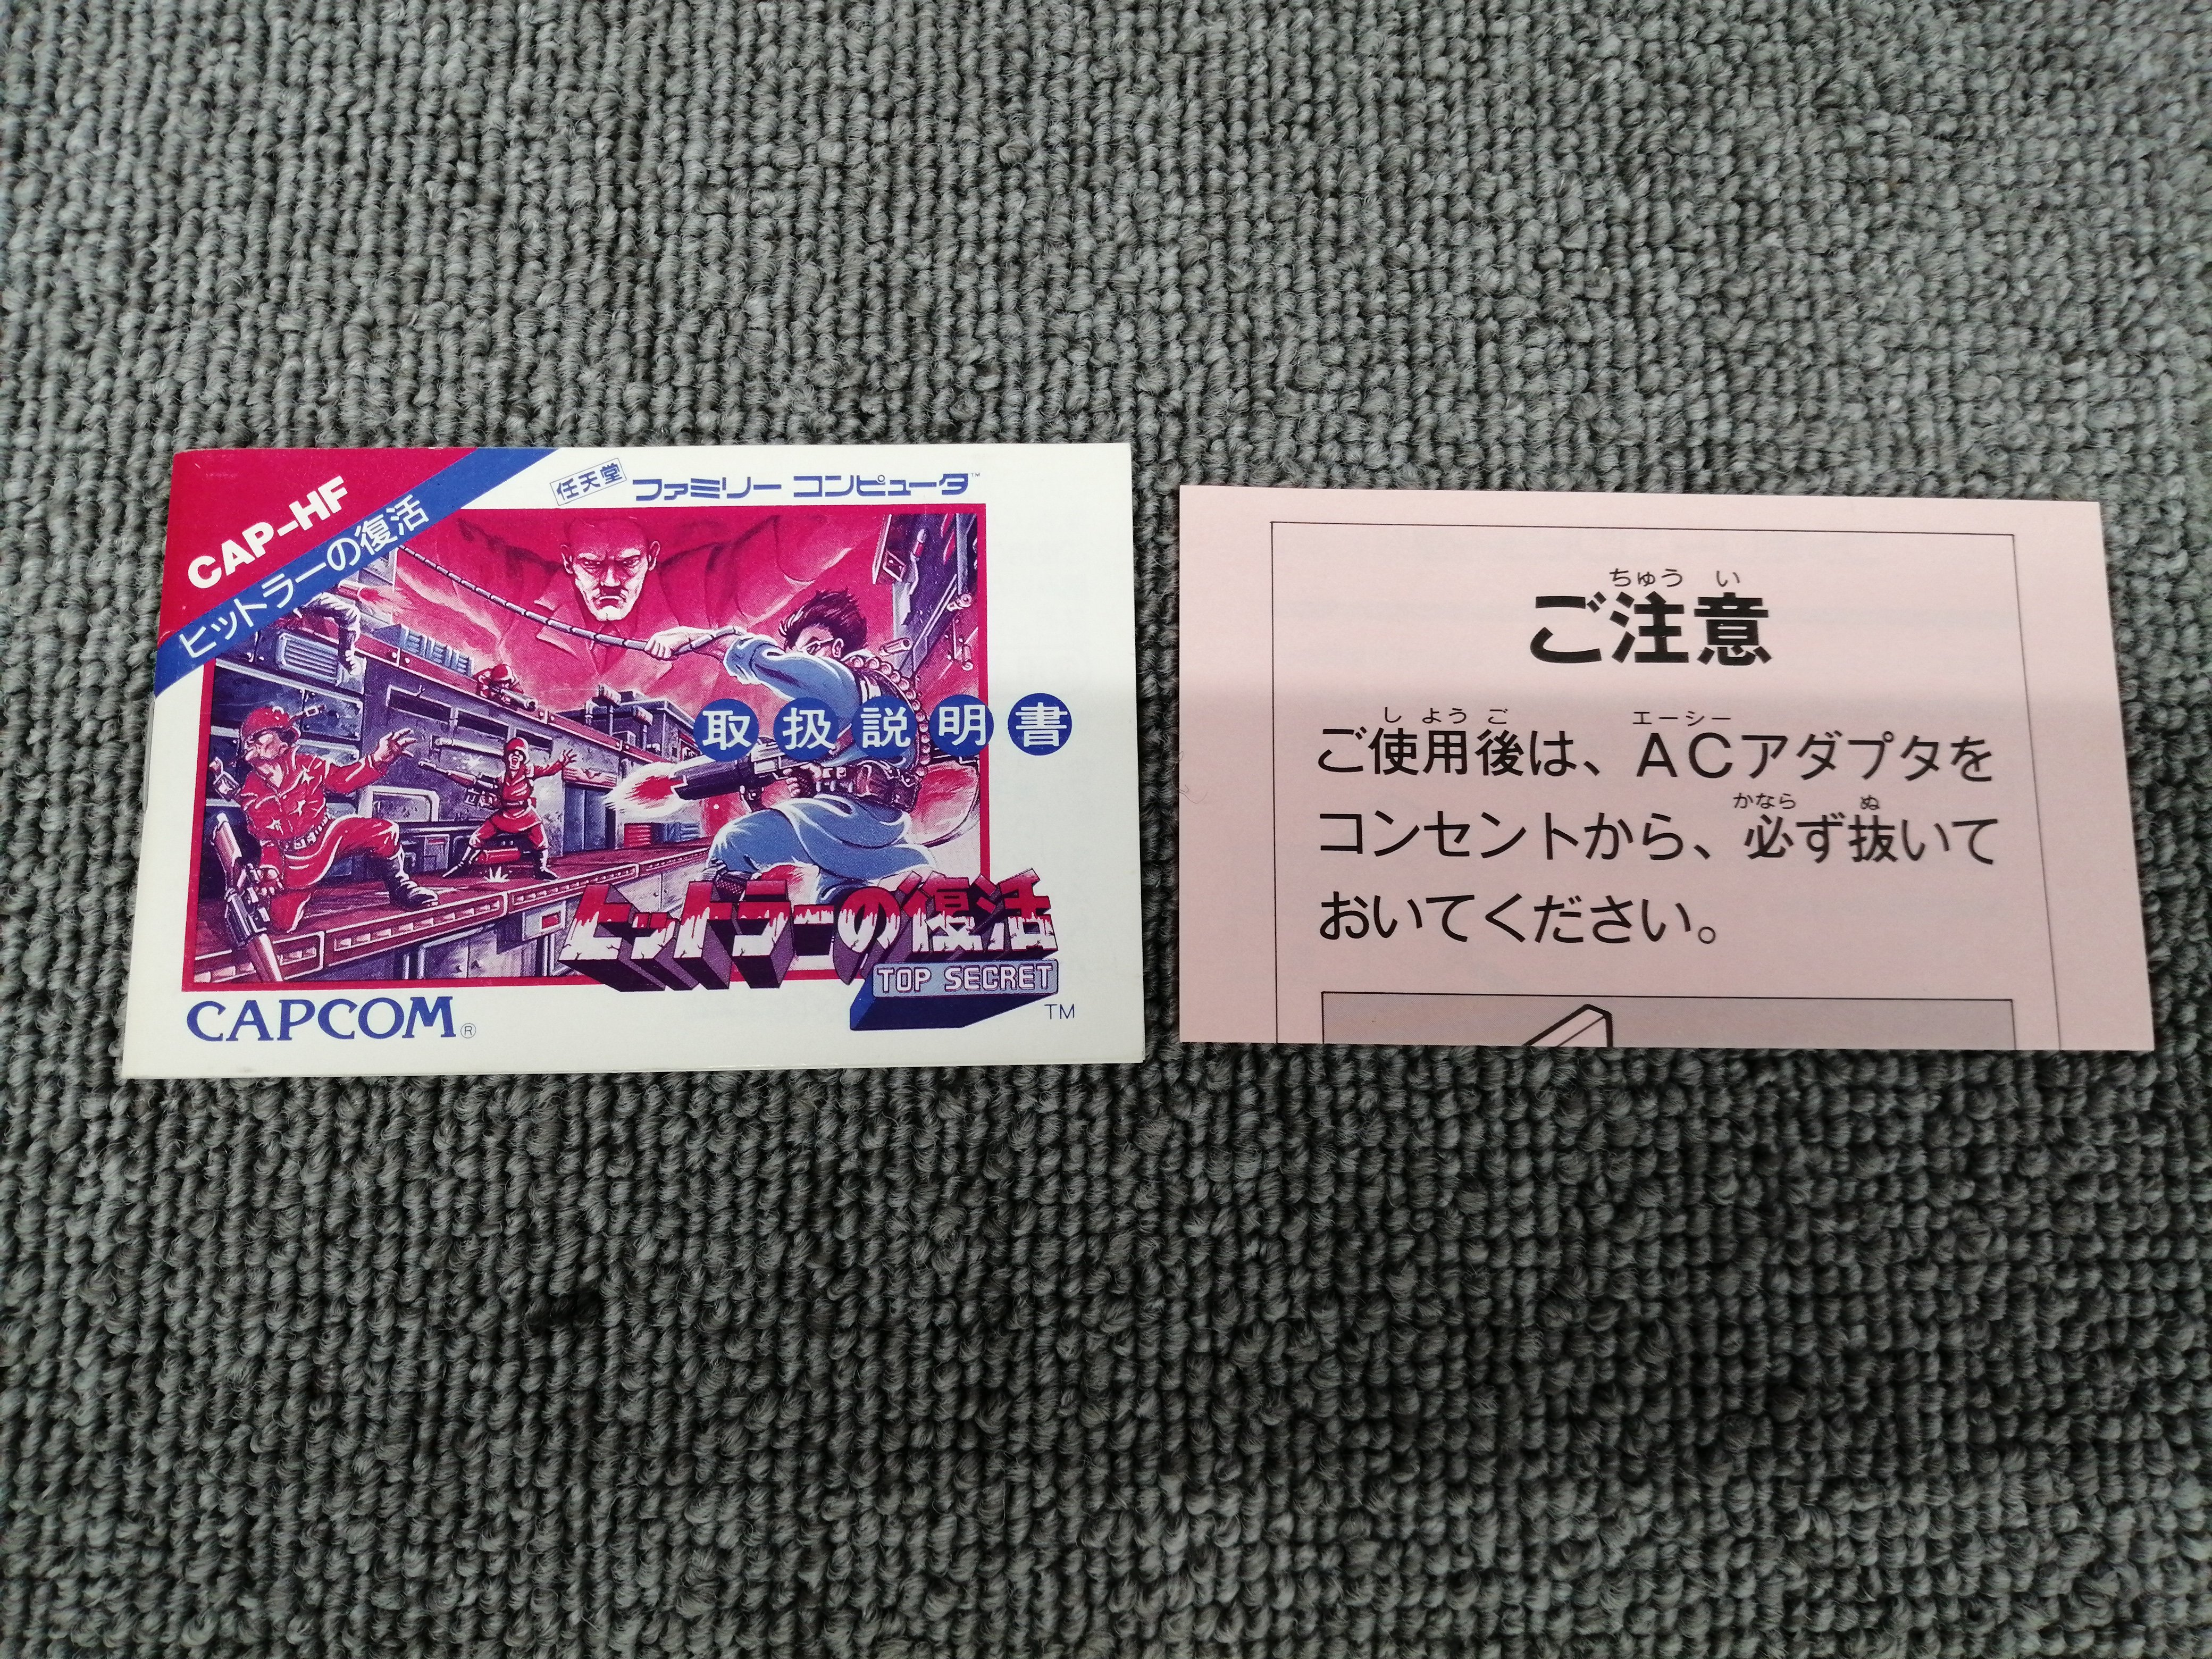 CAP-HF
ヒットラーの復活
任天堂 ファミリー コンピュータ™
取扱説明書
ヒットラーの復活
TOP SECRET
TM
CAPCOM®
ちゅう い
ご注意
し よう ご エーシー
ご使用後は、ACアダプタを
かなら ぬ
コンセントから、必ず抜いて
おいてください。